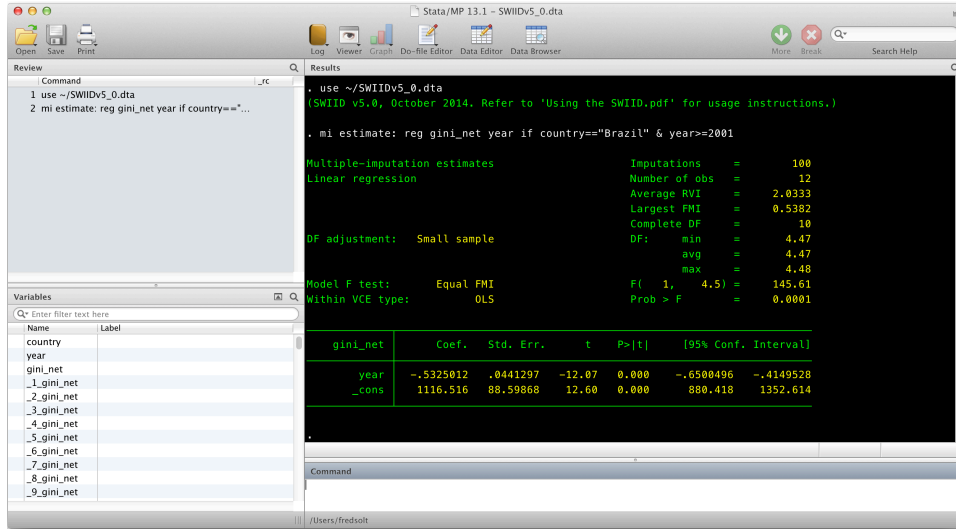 Stata/MP 13.1 – SWIIDv5_0.dta
Open Save Print Log Viewer Graph Do-file Editor Data Editor Data Browser More Break Search Help
Review
Command _rc
1 use ~/SWIIDv5_0.dta
2 mi estimate: reg gini_net year if country=="...
Variables
Enter filter text here
Name Label
country
year
gini_net
_1_gini_net
_2_gini_net
_3_gini_net
_4_gini_net
_5_gini_net
_6_gini_net
_7_gini_net
_8_gini_net
_9_gini_net
Results
. use ~/SWIIDv5_0.dta
(SWIID v5.0, October 2014. Refer to 'Using the SWIID.pdf' for usage instructions.)
. mi estimate: reg gini_net year if country=="Brazil" & year>=2001
Multiple-imputation estimates Imputations = 100
Linear regression Number of obs = 12
Average RVI = 2.0333
Largest FMI = 0.5382
Complete DF = 10
DF adjustment: Small sample DF: min = 4.47
avg = 4.47
max = 4.48
Model F test: Equal FMI F( 1, 4.5) = 145.61
Within VCE type: OLS Prob > F = 0.0001
gini_net Coef. Std. Err. t P>|t| [95% Conf. Interval]
year -.5325012 .0441297 -12.07 0.000 -.6500496 -.4149528
_cons 1116.516 88.59868 12.60 0.000 880.418 1352.614
.
Command
/Users/fredsolt